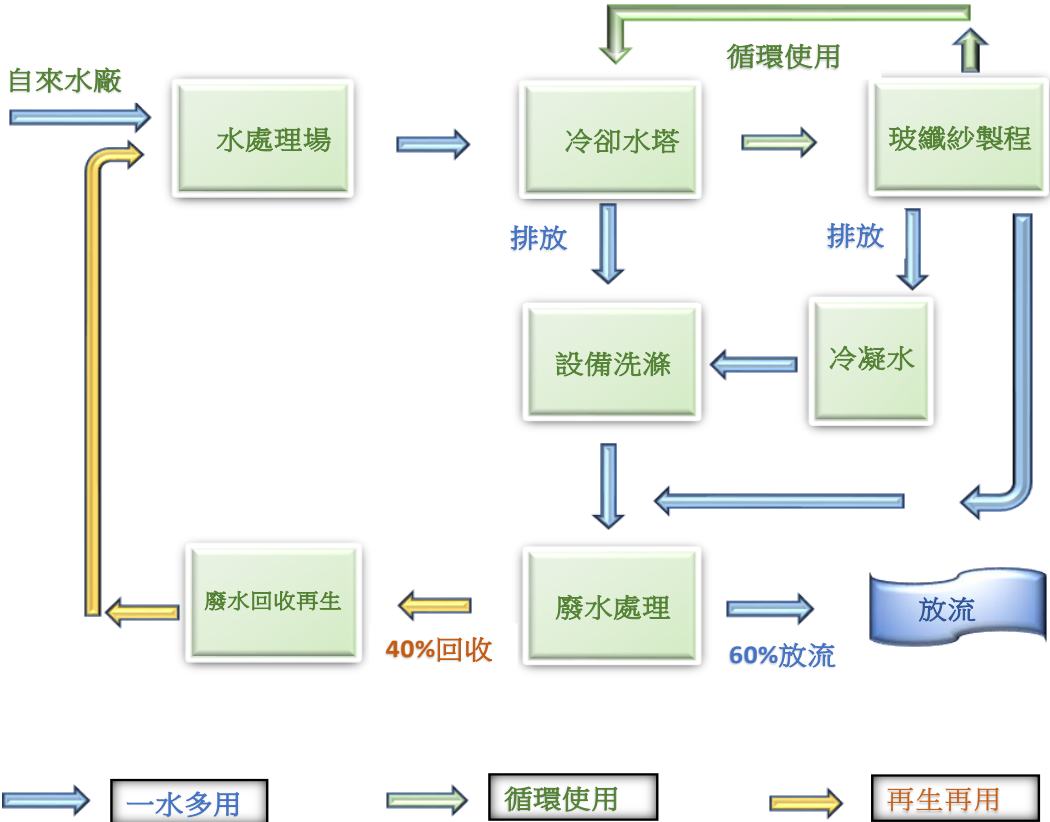 循環使用
自來水廠
水處理場
冷卻水塔
玻纖紗製程
排放
排放
設備洗滌
冷凝水
廢水回收再生
廢水處理
放流
40%回收
60%放流
一水多用
循環使用
再生再用